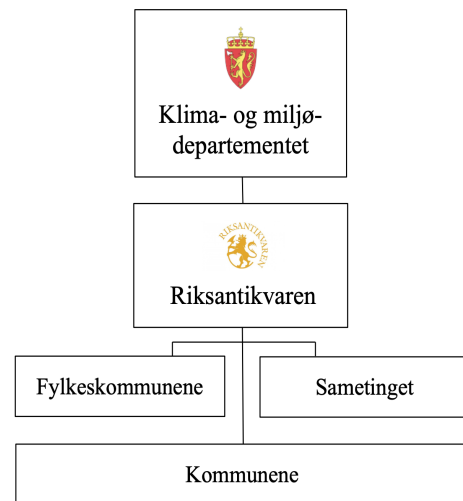 Klima- og miljø-
departementet
RIKSANTIKVAREN
Riksantikvaren
Fylkeskommunene
Sametinget
Kommunene